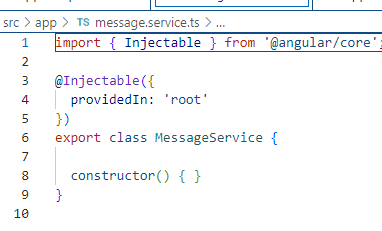 src > app > TS message.service.ts > ...
1 import { Injectable } from '@angular/core';
2
3 @Injectable({
4   providedIn: 'root'
5 })
6 export class MessageService {
7
8   constructor() { }
9 }
10